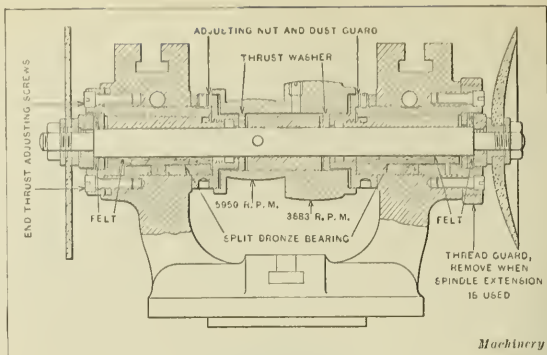 ADJUSTING NUT AND DUST GUARD
THRUST WASHER
END THRUST ADJUSTING SCREWS
FELT
5950 R. P. M.
3683 R. P. M.
FELT
SPLIT BRONZE BEARING
THREAD GUARD,
REMOVE WHEN
SPINDLE EXTENSION
IS USED
Machinery